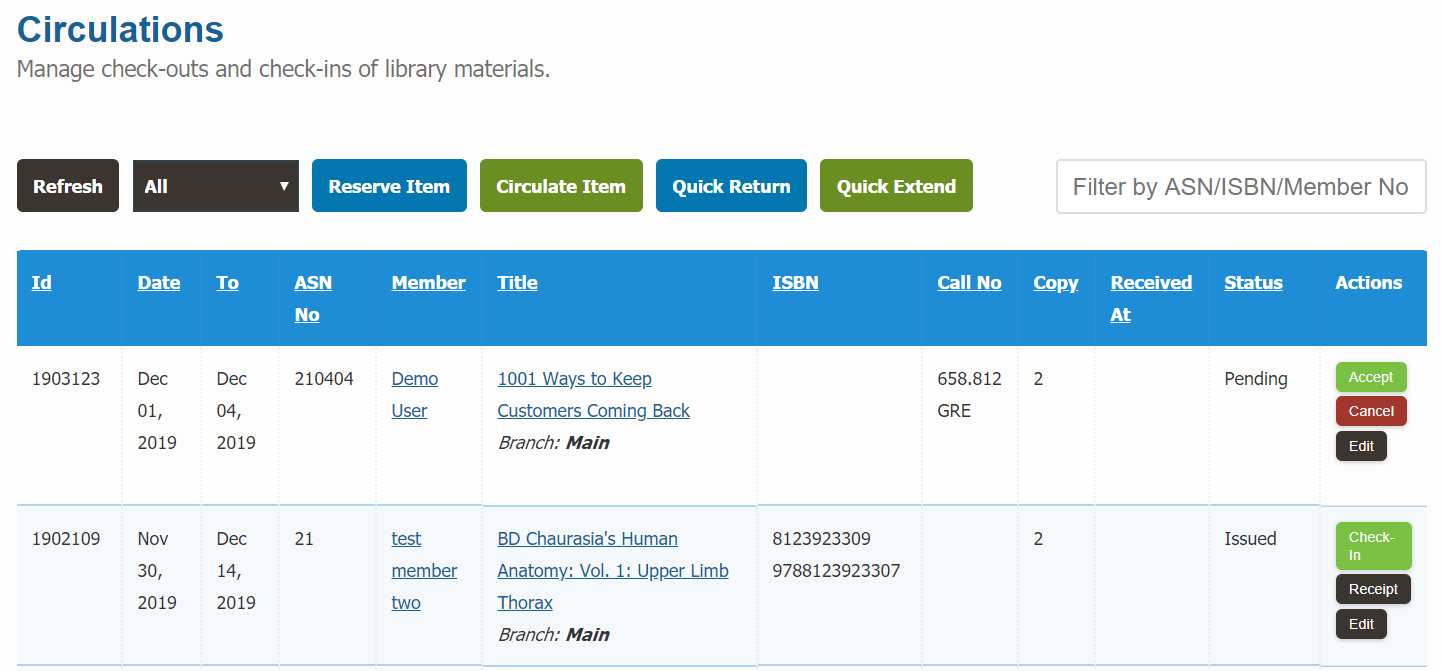 Circulations
Manage check-outs and check-ins of library materials.
Refresh All ▼ Reserve Item Circulate Item Quick Return Quick Extend Filter by ASN/ISBN/Member No
Id Date To ASN Member Title ISBN Call No Copy Received Status Actions
No At
1903123 Dec Dec 210404 Demo 1001 Ways to Keep 658.812 2 Pending Accept
01, 04, User Customers Coming Back GRE Cancel
2019 2019 Branch: Main Edit
1902109 Nov Dec 21 test BD Chaurasia's Human 8123923309 2 Issued Check-
30, 14, member Anatomy: Vol. 1: Upper Limb 9788123923307 In
2019 2019 two Thorax Receipt
Branch: Main Edit